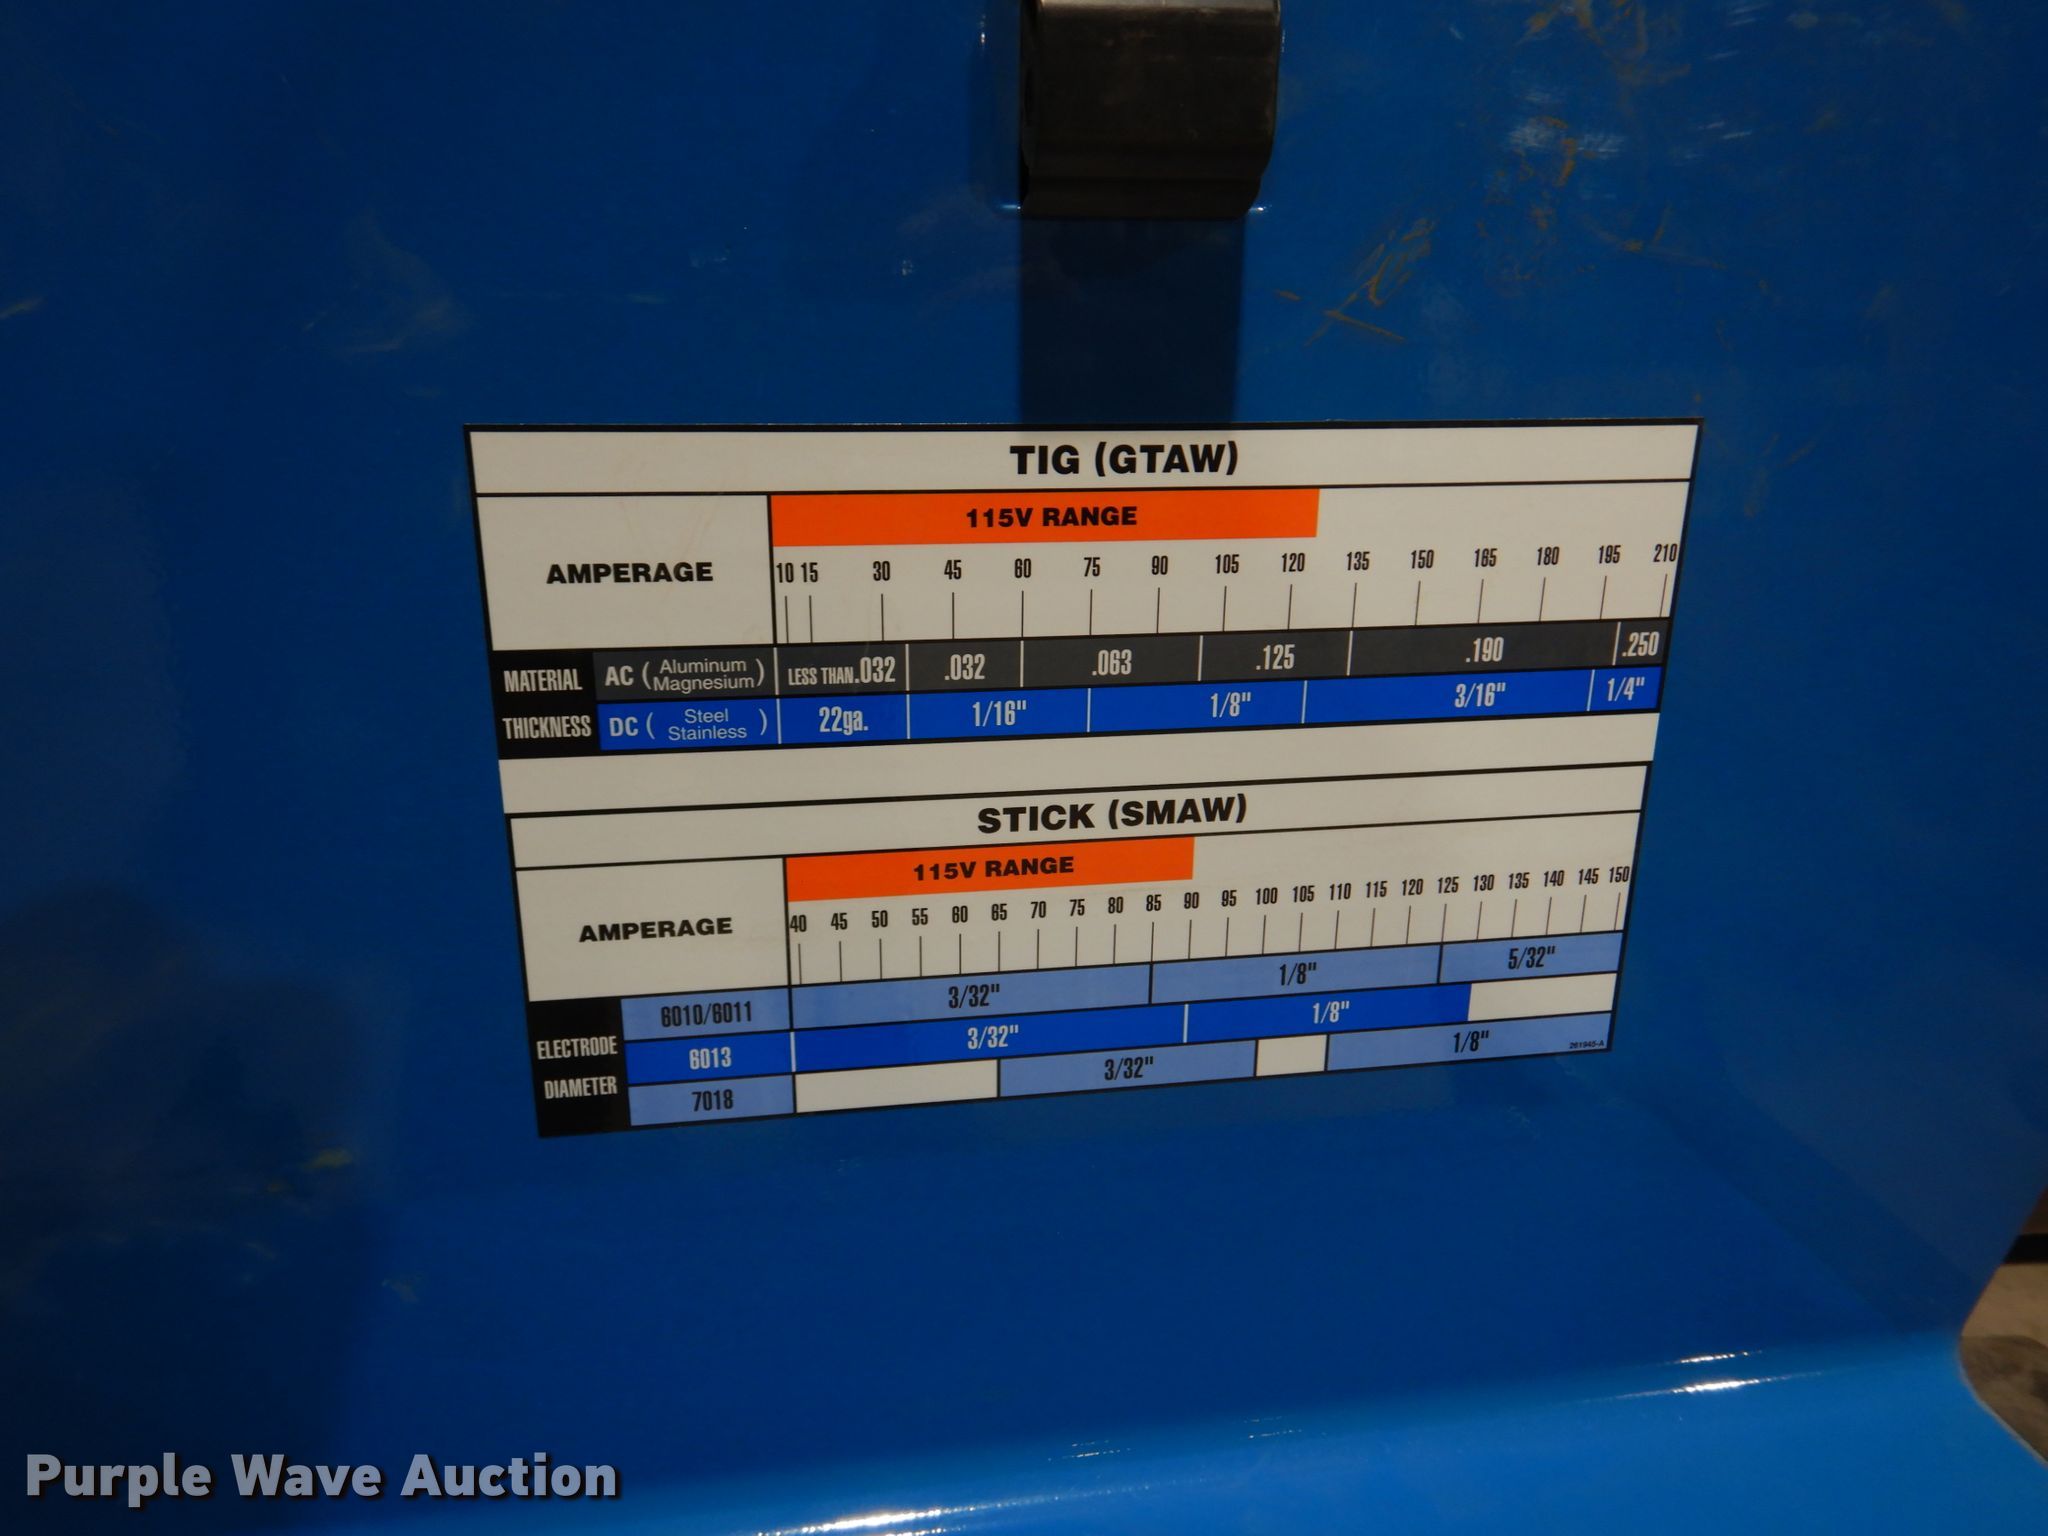 TIG (GTAW)
115V RANGE
AMPERAGE
10 15 30 45 60 75 90 105 120 135 150 165 180 195 210
MATERIAL THICKNESS
AC (Aluminum Magnesium) LESS THAN .032 .032 .063 .125 .190 .250
DC (Steel Stainless) 22ga. 1/16" 1/8" 3/16" 1/4"
STICK (SMAW)
115V RANGE
AMPERAGE
40 45 50 55 60 65 70 75 80 85 90 95 100 105 110 115 120 125 130 135 140 145 150
ELECTRODE DIAMETER
6010/6011 3/32" 1/8" 5/32"
6013 3/32" 1/8"
7018 3/32" 1/8"
261945-A
Purple Wave Auction